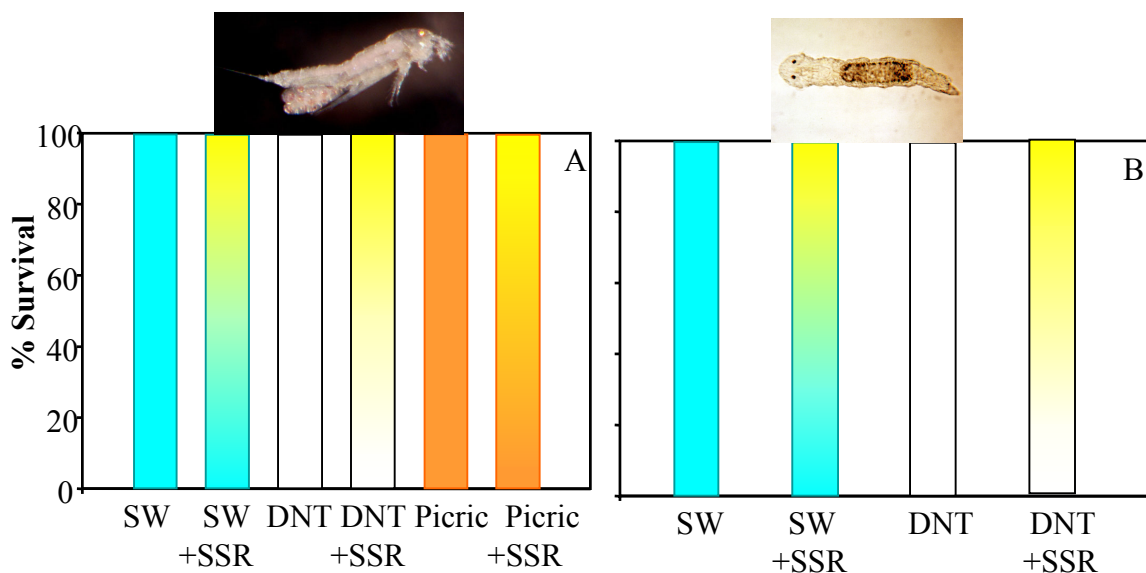 % Survival
100
80
60
40
20
0
A
SW SW DNT DNT Picric Picric
+SSR +SSR +SSR
B
SW SW DNT DNT
+SSR +SSR